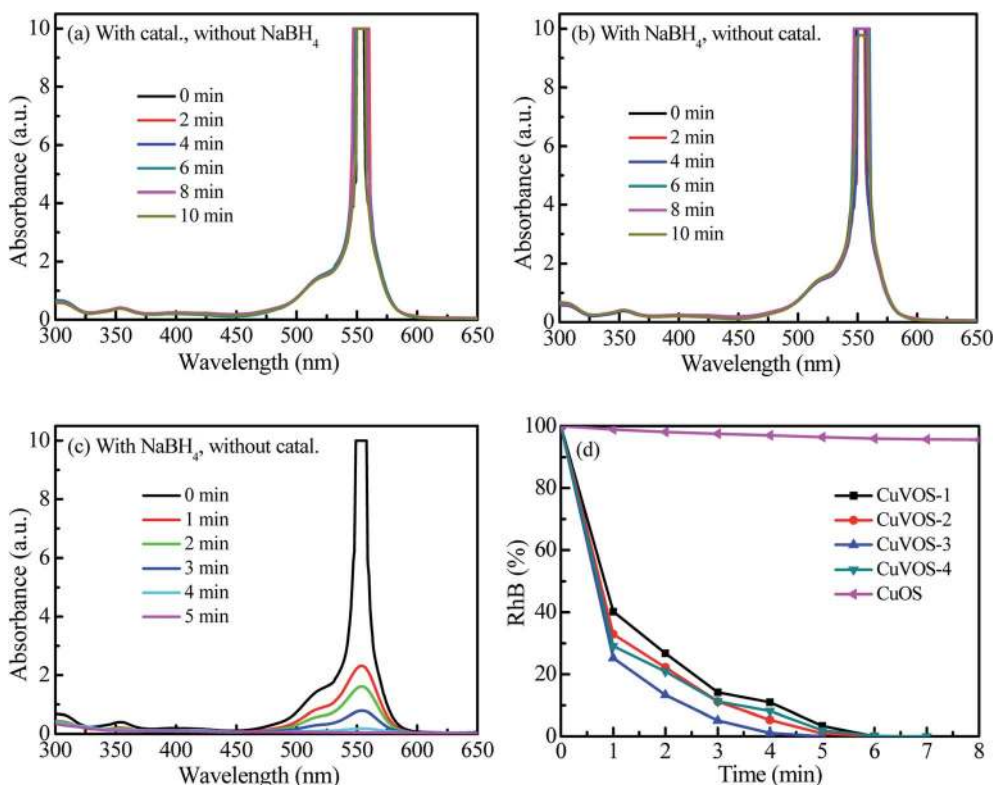 (a) With catal., without NaBH4
0 min
2 min
4 min
6 min
8 min
10 min
Absorbance (a.u.)
10
8
6
4
2
0
300 350 400 450 500 550 600 650
Wavelength (nm)
(b) With NaBH4, without catal.
0 min
2 min
4 min
6 min
8 min
10 min
Absorbance (a.u.)
10
8
6
4
2
0
300 350 400 450 500 550 600 650
Wavelength (nm)
(c) With NaBH4, without catal.
0 min
1 min
2 min
3 min
4 min
5 min
Absorbance (a.u.)
10
8
6
4
2
0
300 350 400 450 500 550 600 650
Wavelength (nm)
(d)
CuVOS-1
CuVOS-2
CuVOS-3
CuVOS-4
CuOS
RhB (%)
100
80
60
40
20
0
0 1 2 3 4 5 6 7 8
Time (min)